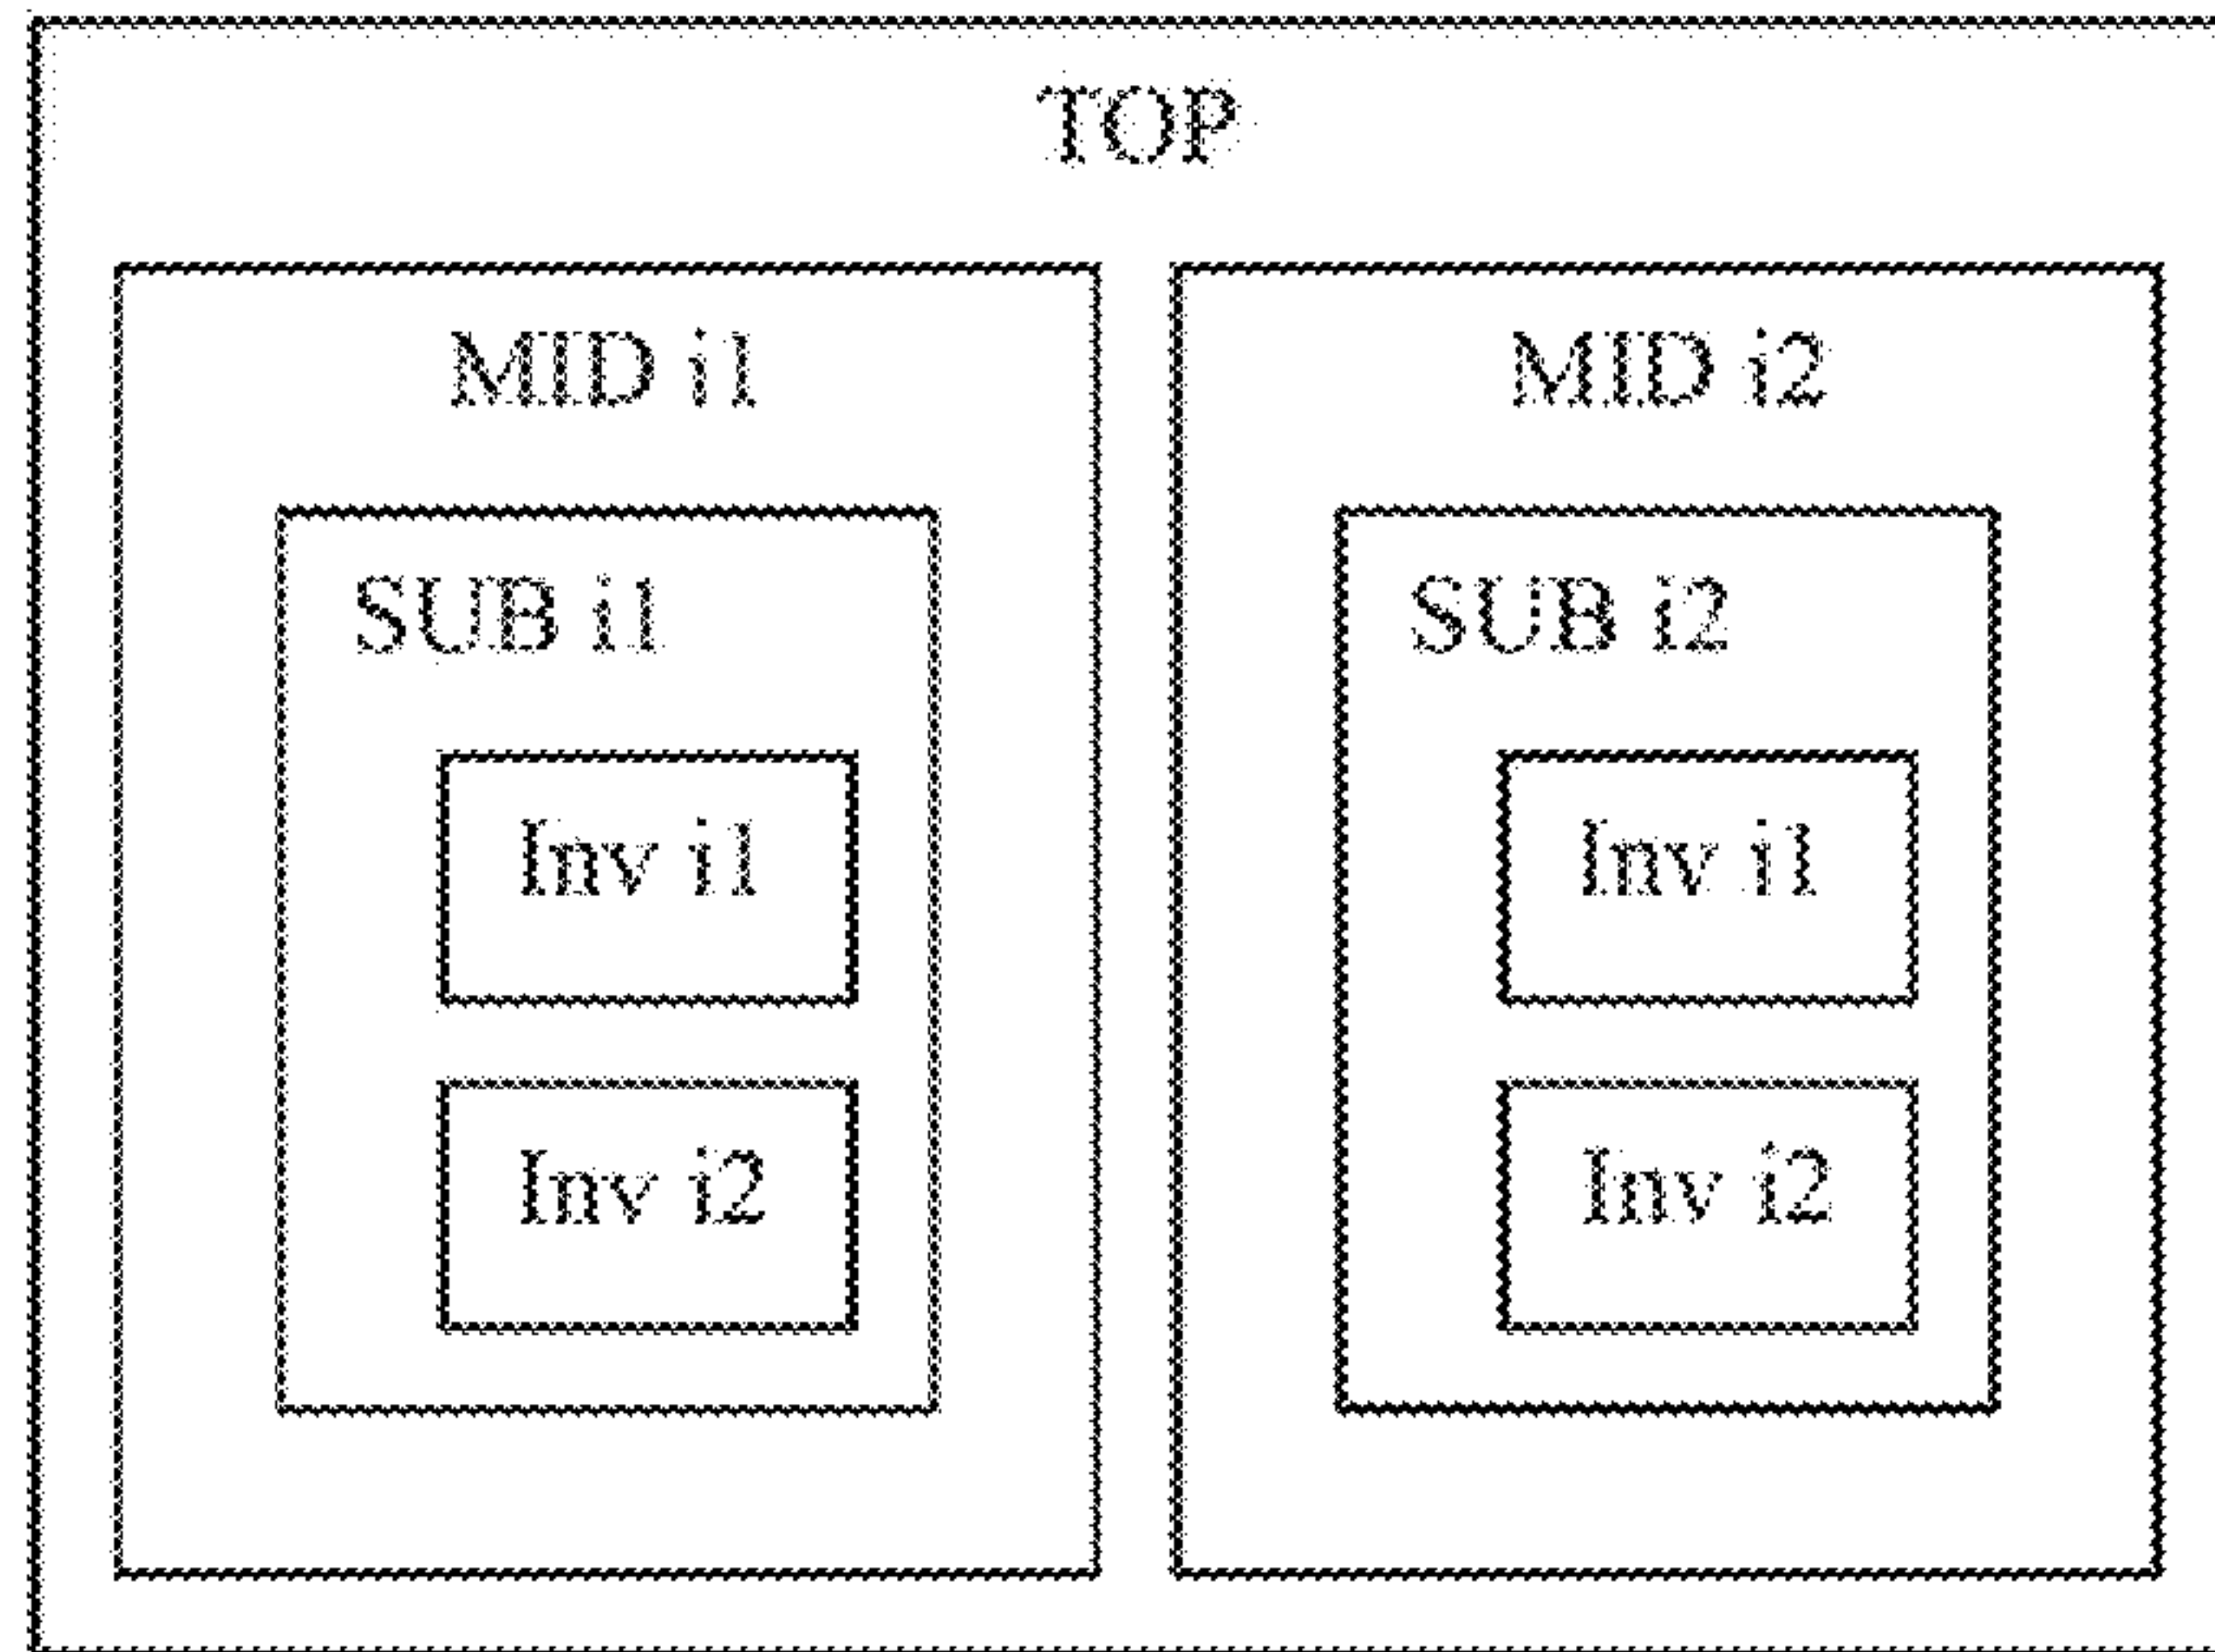 TOP
MID i1
SUB i1
Inv i1
Inv i2
MID i2
SUB i2
Inv i1
Inv i2